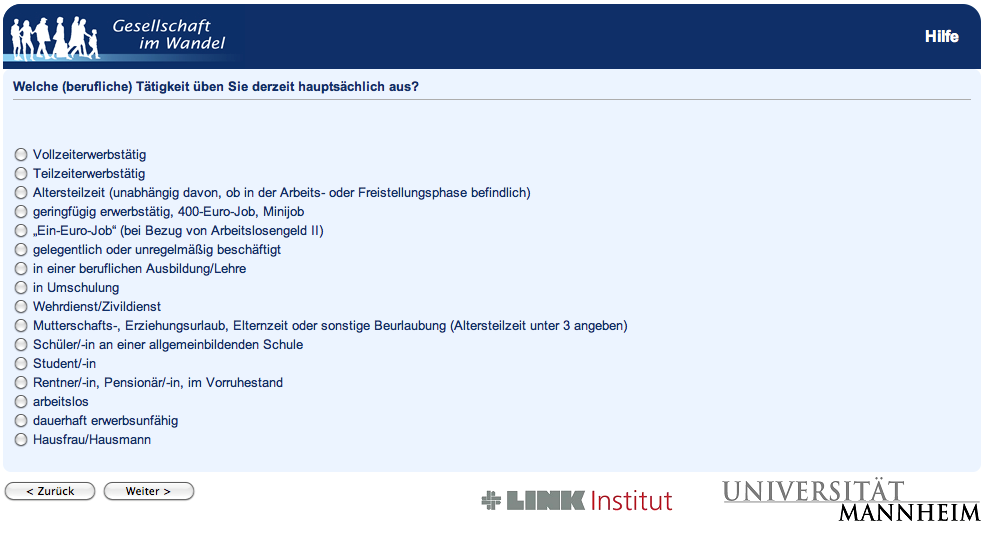 Gesellschaft
im Wandel
Hilfe
Welche (berufliche) Tätigkeit üben Sie derzeit hauptsächlich aus?
Vollzeiterwerbstätig
Teilzeiterwerbstätig
Altersteilzeit (unabhängig davon, ob in der Arbeits- oder Freistellungsphase befindlich)
geringfügig erwerbstätig, 400-Euro-Job, Minijob
„Ein-Euro-Job“ (bei Bezug von Arbeitslosengeld II)
gelegentlich oder unregelmäßig beschäftigt
in einer beruflichen Ausbildung/Lehre
in Umschulung
Wehrdienst/Zivildienst
Mutterschafts-, Erziehungsurlaub, Elternzeit oder sonstige Beurlaubung (Altersteilzeit unter 3 angeben)
Schüler/-in an einer allgemeinbildenden Schule
Student/-in
Rentner/-in, Pensionär/-in, im Vorruhestand
arbeitslos
dauerhaft erwerbsunfähig
Hausfrau/Hausmann
< Zurück
Weiter >
LINK Institut
UNIVERSITÄT
MANNHEIM